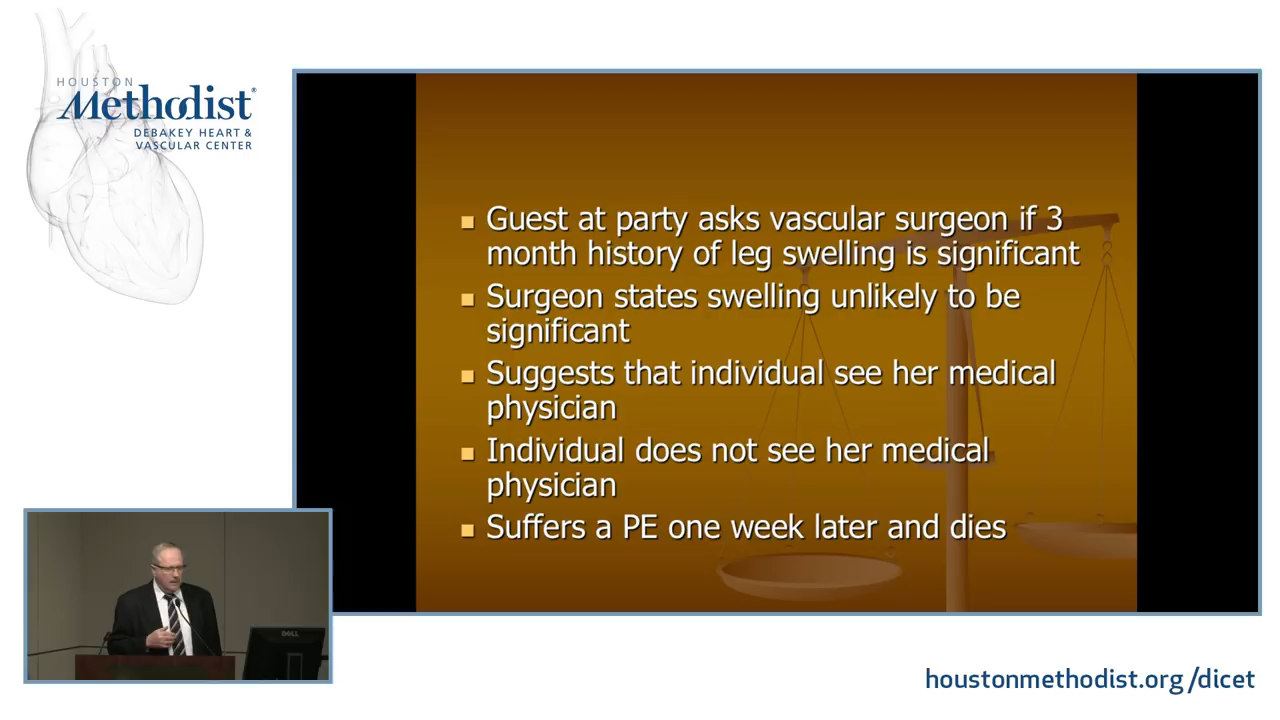 HOUSTON
Methodist®
DEBAKEY HEART &
VASCULAR CENTER
Guest at party asks vascular surgeon if 3
month history of leg swelling is significant
Surgeon states swelling unlikely to be
significant
Suggests that individual see her medical
physician
Individual does not see her medical
physician
Suffers a PE one week later and dies
DELL
houstonmethodist.org/dicet